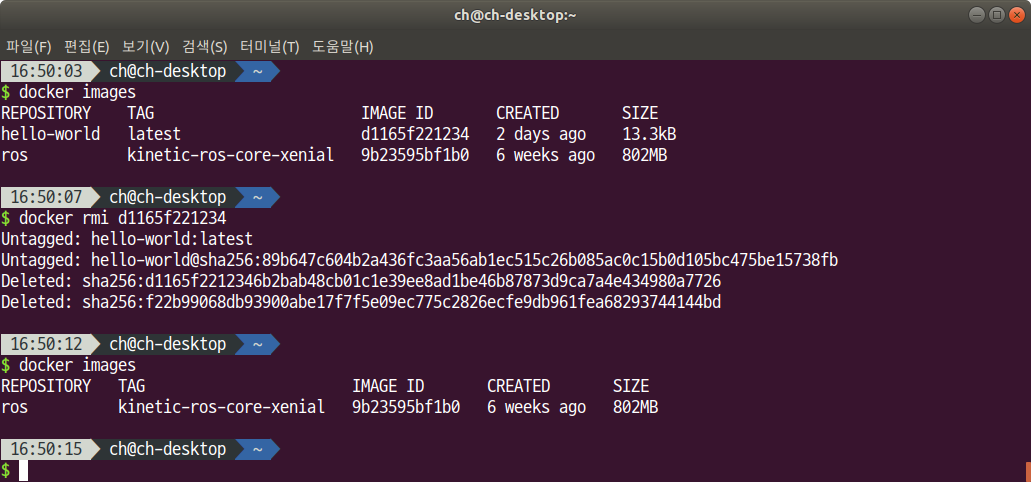 ch@ch-desktop:~
파일(F) 편집(E) 보기(V) 검색(S) 터미널(T) 도움말(H)
16:50:03 ch@ch-desktop ~
$ docker images
REPOSITORY TAG IMAGE ID CREATED SIZE
hello-world latest d1165f221234 2 days ago 13.3kB
ros kinetic-ros-core-xenial 9b23595bf1b0 6 weeks ago 802MB
16:50:07 ch@ch-desktop ~
$ docker rmi d1165f221234
Untagged: hello-world:latest
Untagged: hello-world@sha256:89b647c604b2a436fc3aa56ab1ec515c26b085ac0c15b0d105bc475be15738fb
Deleted: sha256:d1165f2212346b2bab48cb01c1e39ee8ad1be46b87873d9ca7a4e434980a7726
Deleted: sha256:f22b99068db93900abe17f7f5e09ec775c2826ecfe9db961fea68293744144bd
16:50:12 ch@ch-desktop ~
$ docker images
REPOSITORY TAG IMAGE ID CREATED SIZE
ros kinetic-ros-core-xenial 9b23595bf1b0 6 weeks ago 802MB
16:50:15 ch@ch-desktop ~
$